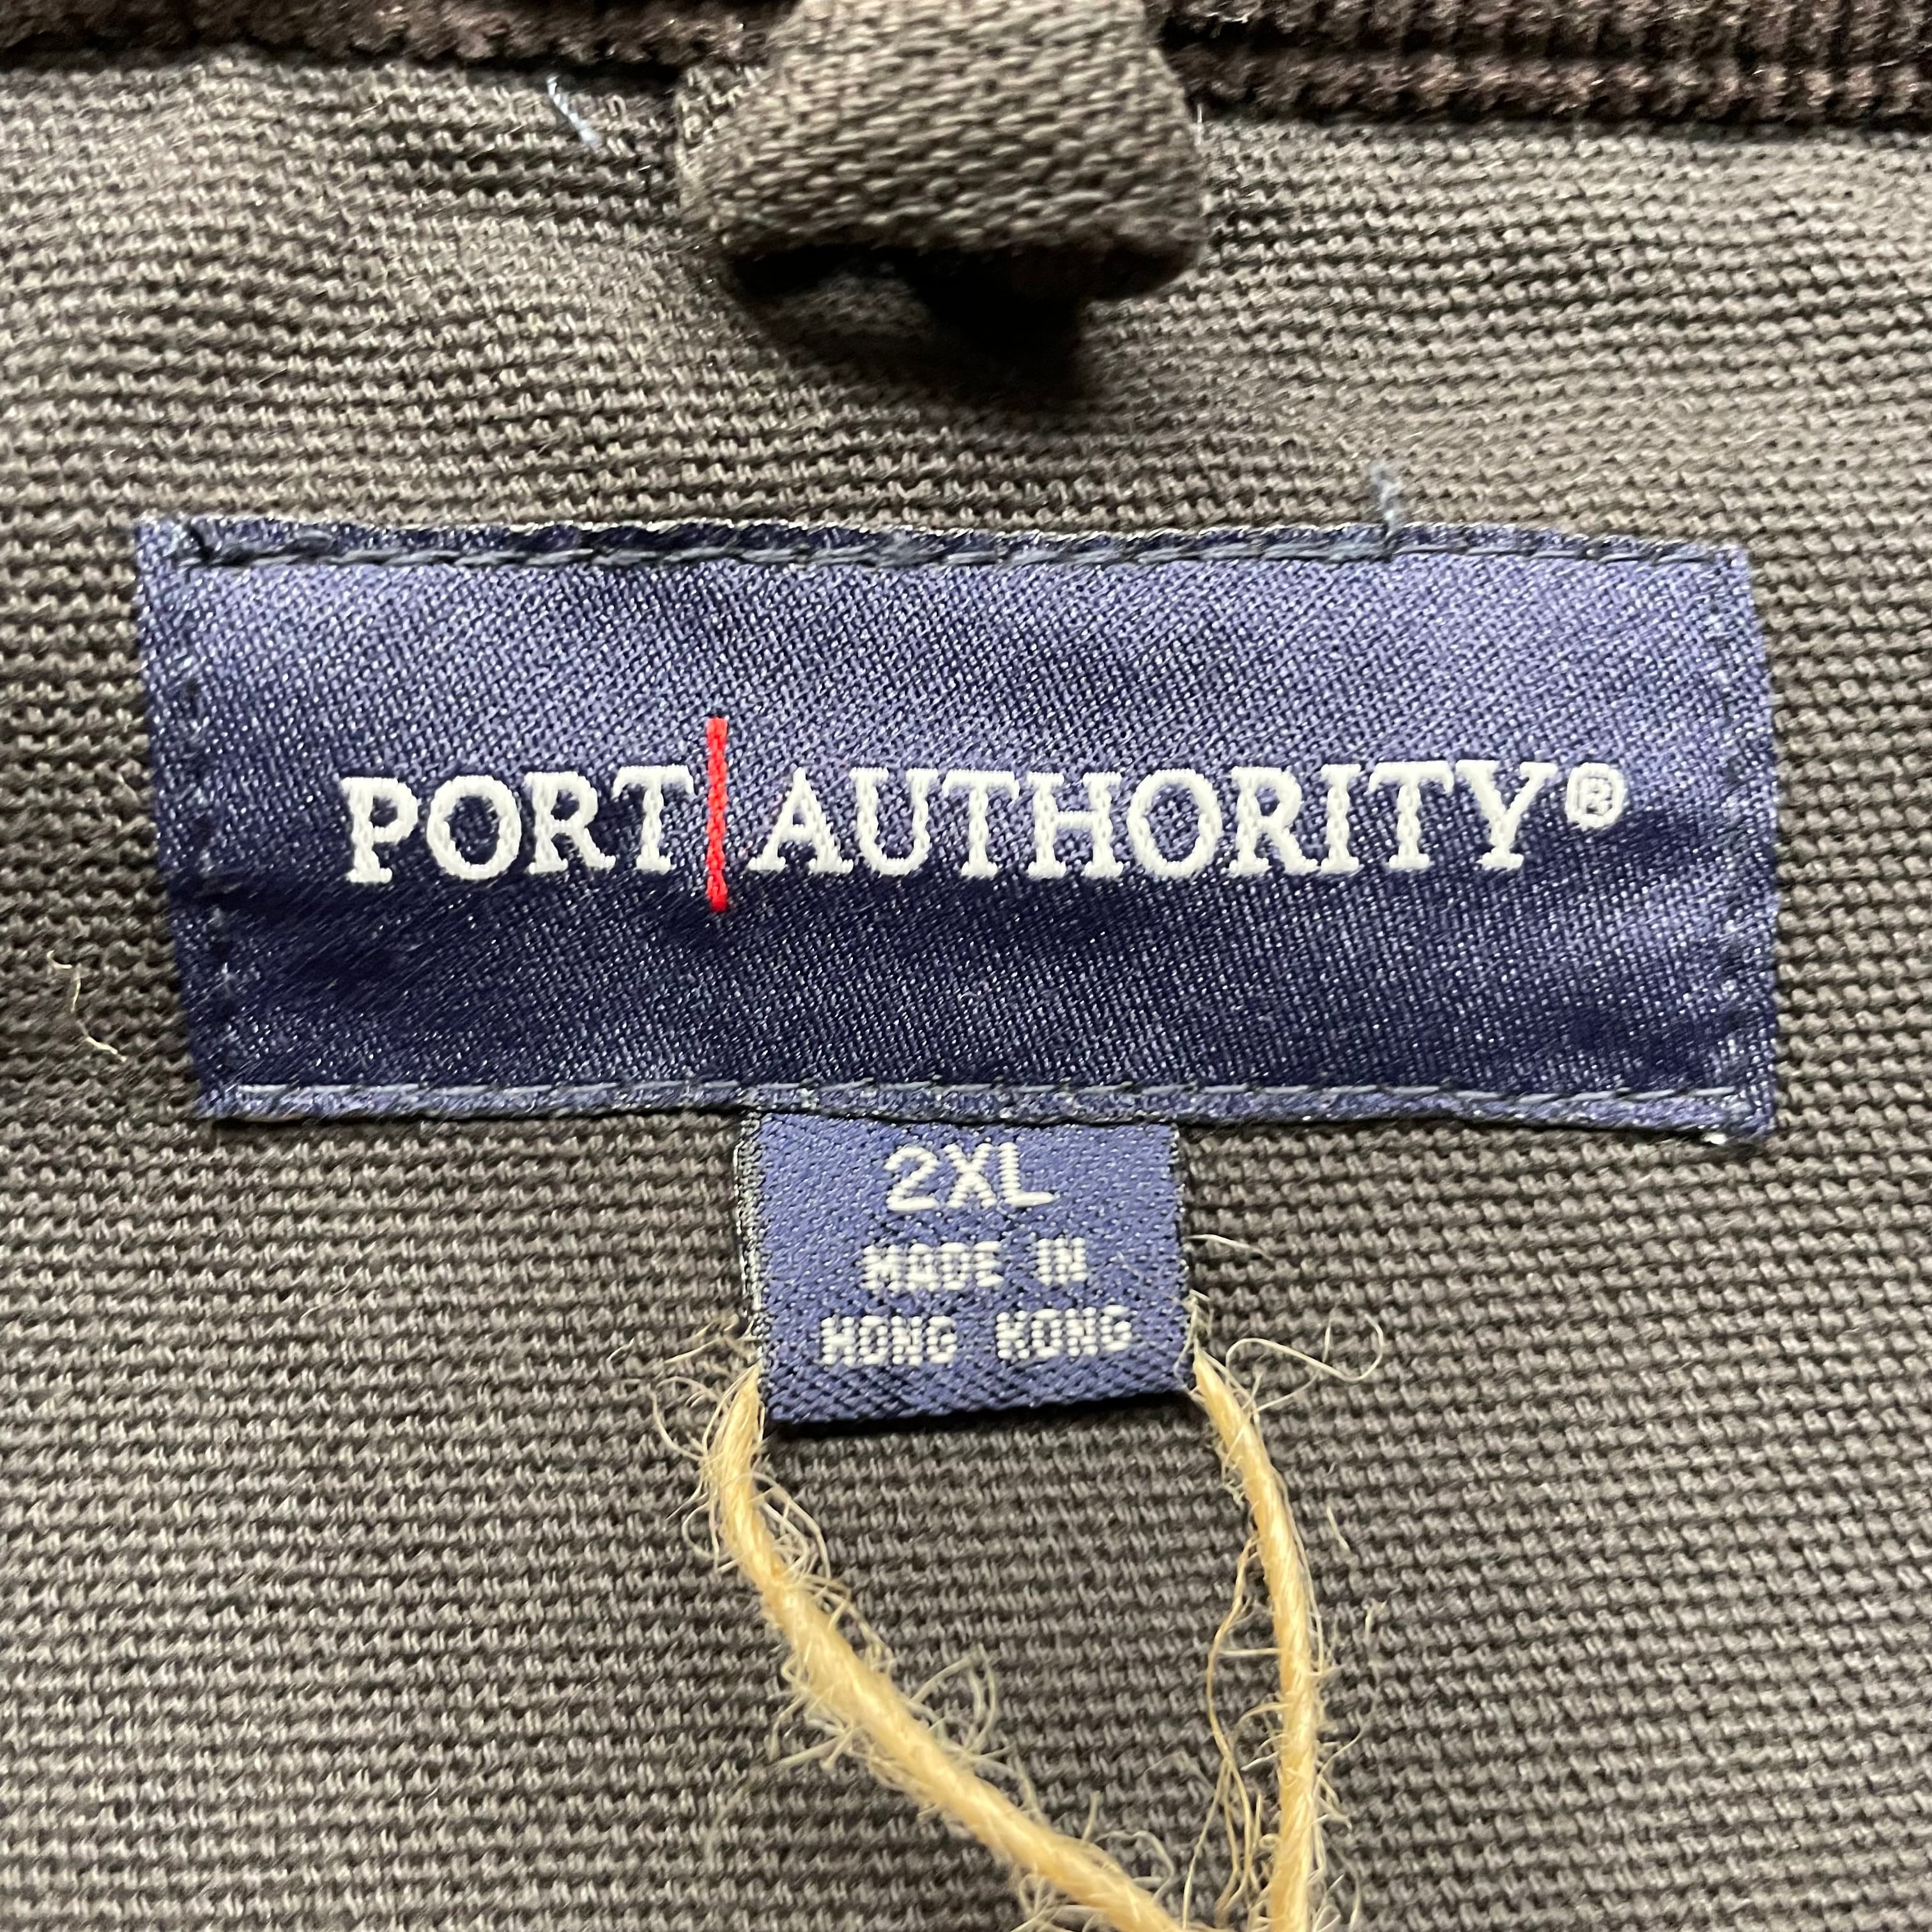 PORT|AUTHORITY®
2XL
MADE IN
HONG KONG